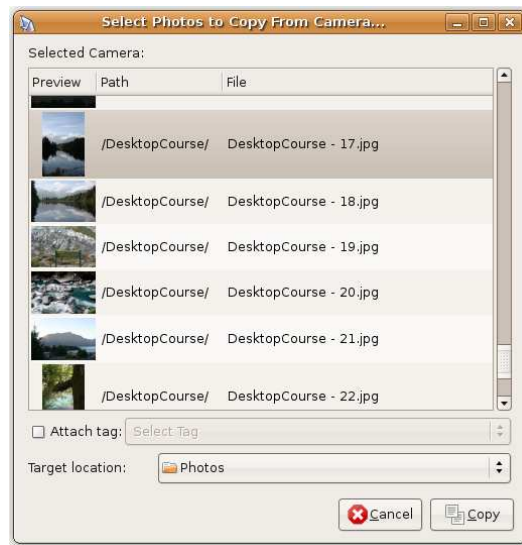 Select Photos to Copy From Camera...
Selected Camera:
Preview Path File
/DesktopCourse/ DesktopCourse - 17.jpg
/DesktopCourse/ DesktopCourse - 18.jpg
/DesktopCourse/ DesktopCourse - 19.jpg
/DesktopCourse/ DesktopCourse - 20.jpg
/DesktopCourse/ DesktopCourse - 21.jpg
/DesktopCourse/ DesktopCourse - 22.jpg
Attach tag: Select Tag
Target location: Photos
Cancel Copy